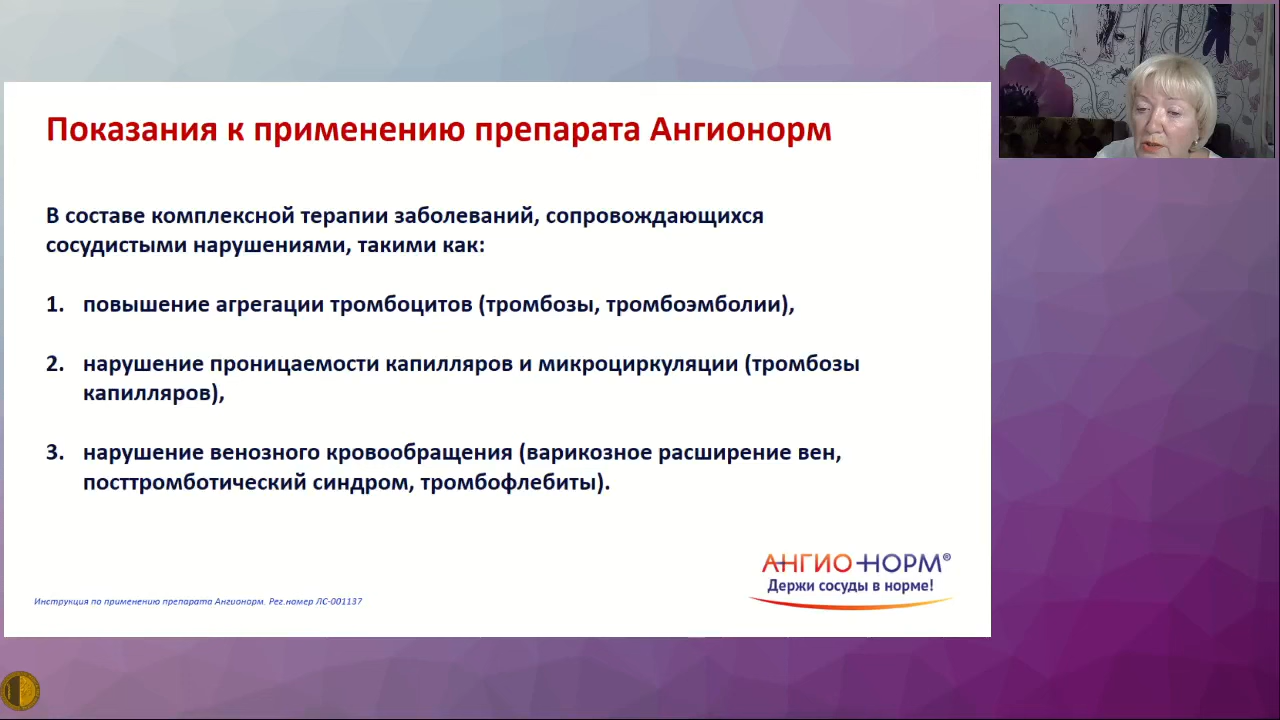 Показания к применению препарата Ангионорм
В составе комплексной терапии заболеваний, сопровождающихся
сосудистыми нарушениями, такими как:
1. повышение агрегации тромбоцитов (тромбозы, тромбоэмболии),
2. нарушение проницаемости капилляров и микроциркуляции (тромбозы
капилляров),
3. нарушение венозного кровообращения (варикозное расширение вен,
посттромботический синдром, тромбофлебиты).
АНГИО-НОРМ®
Держи сосуды в норме!
Инструкция по применению препарата Ангионорм. Рег.номер ЛС-001137